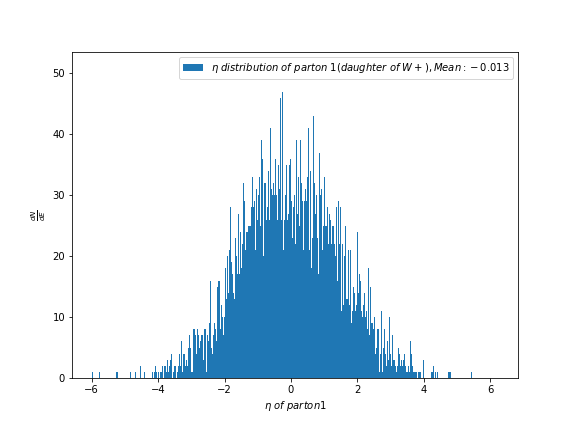 η distribution of parton 1(daughter of W+), Mean: −0.013
50
40
30
20
10
0
dN
dE
−6 −4 −2 0 2 4 6
η of parton1